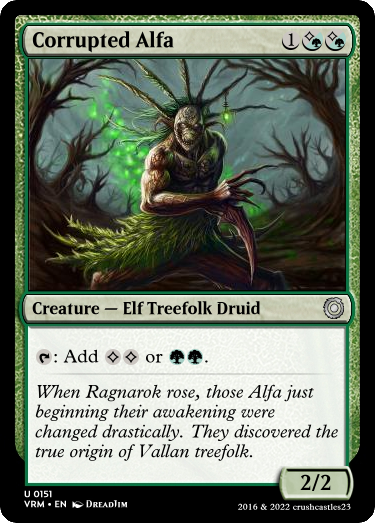 Corrupted Alfa 1
Creature — Elf Treefolk Druid
: Add or .
When Ragnarok rose, those Alfa just
beginning their awakening were
changed drastically. They discovered the
true origin of Vallan treefolk.
2/2
U 0151
VRM • EN DreadJim
2016 & 2022 crushcastles23